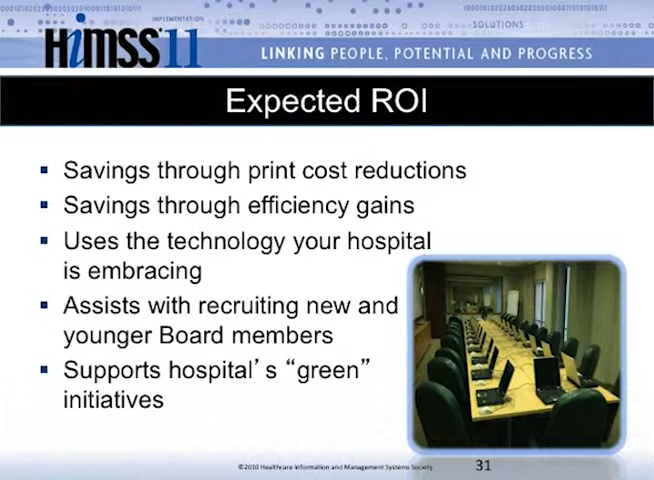 IMPLEMENTATION
SOLUTIONS
HiMSS 11
LINKING PEOPLE, POTENTIAL AND PROGRESS
Expected ROI
Savings through print cost reductions
Savings through efficiency gains
Uses the technology your hospital
is embracing
Assists with recruiting new and
younger Board members
Supports hospital's “green”
initiatives
©2010 Healthcare Information and Management Systems Society
31